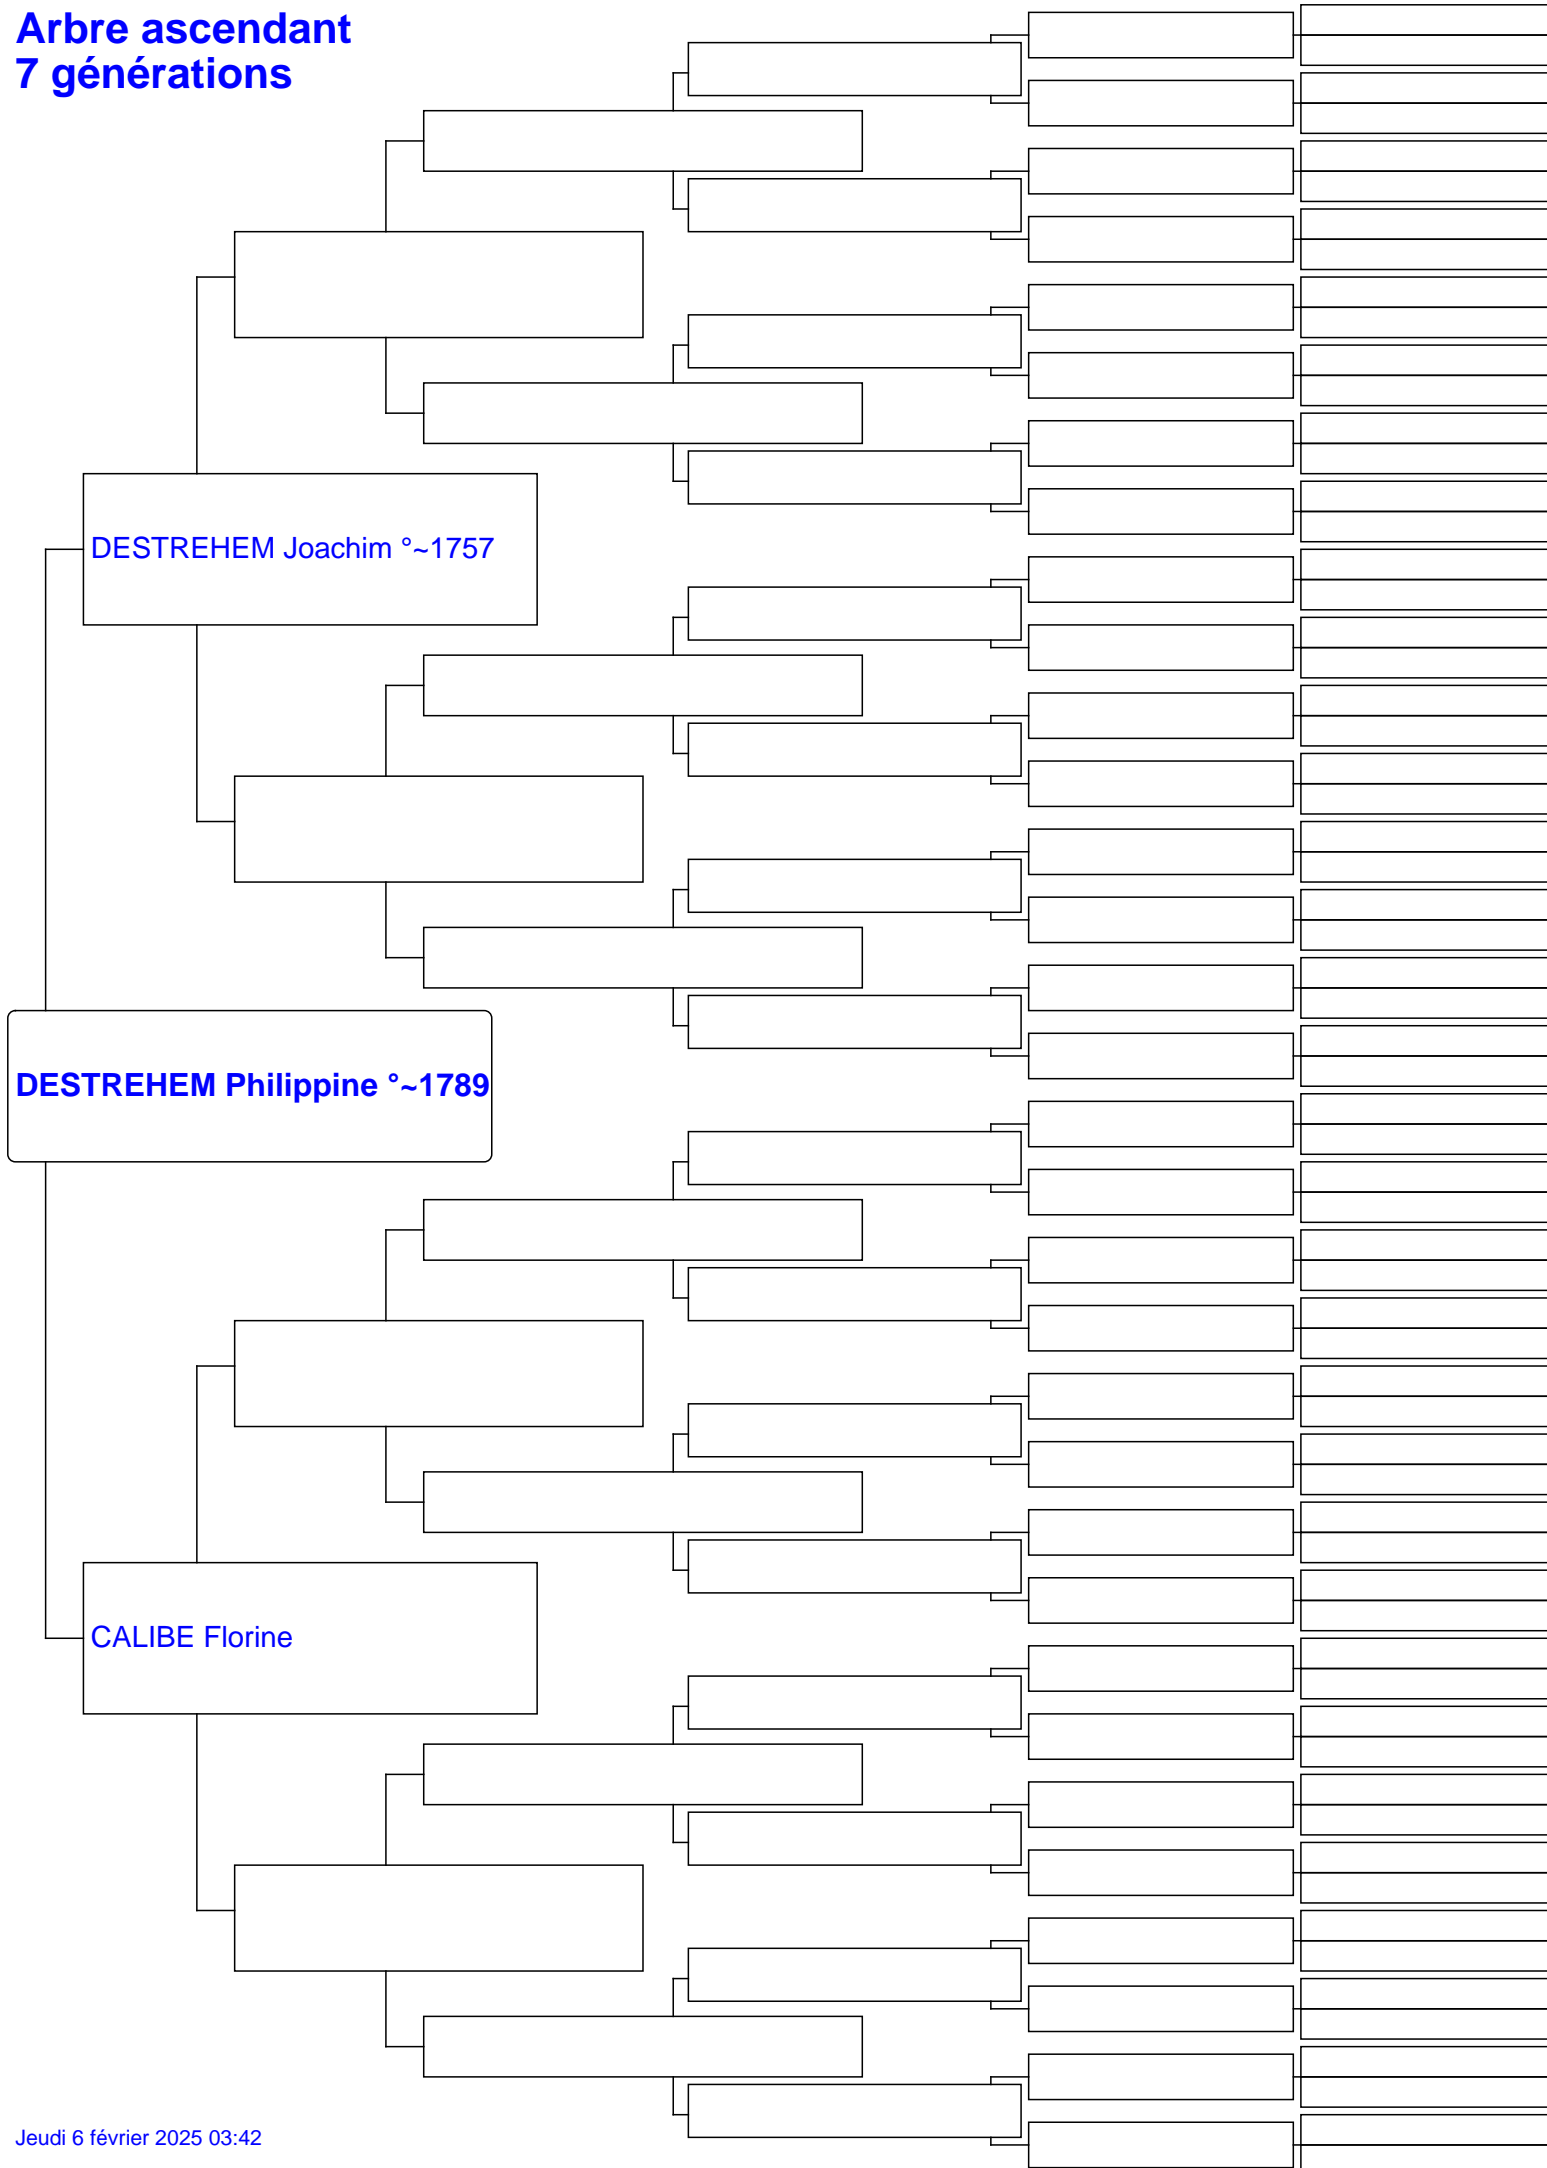 Arbre ascendant
7 générations
DESTREHEM Joachim °~1757
DESTREHEM Philippine °~1789
CALIBE Florine
Jeudi 6 février 2025 03:42